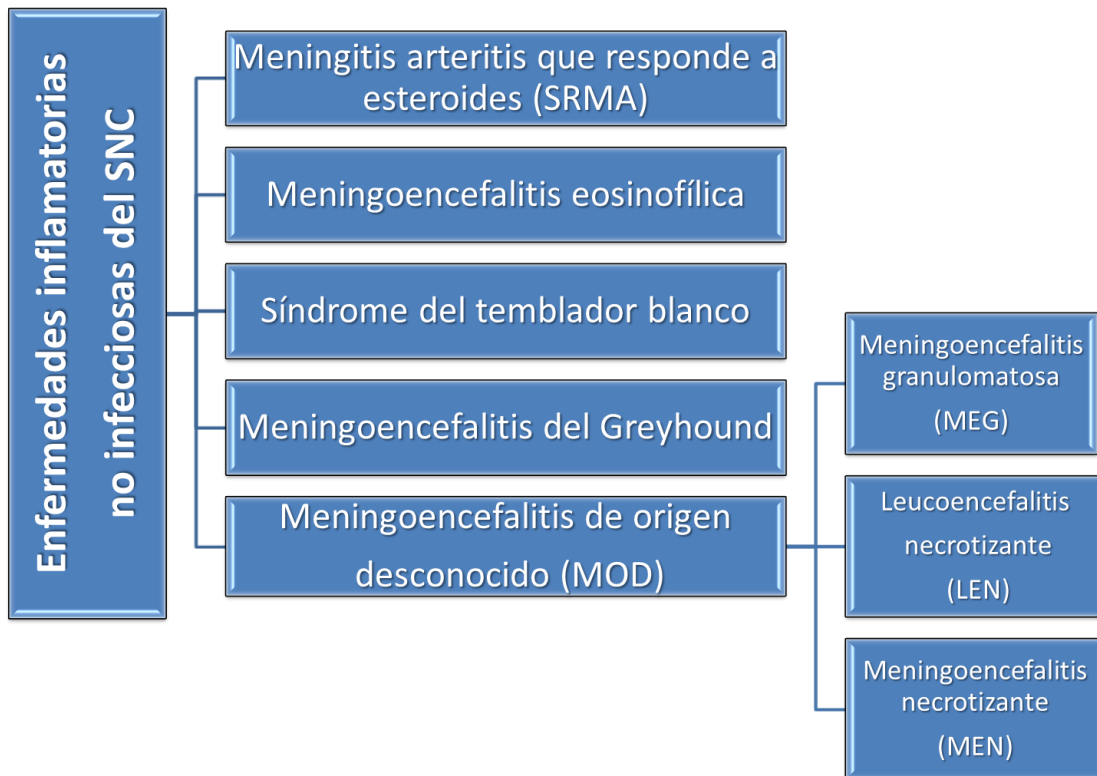 Enfermedades inflamatorias
no infecciosas del SNC
Meningitis arteritis que responde a
esteroides (SRMA)
Meningoencefalitis eosinofílica
Síndrome del temblador blanco
Meningoencefalitis del Greyhound
Meningoencefalitis de origen
desconocido (MOD)
Meningoencefalitis
granulomatosa
(MEG)
Leucoencefalitis
necrotizante
(LEN)
Meningoencefalitis
necrotizante
(MEN)